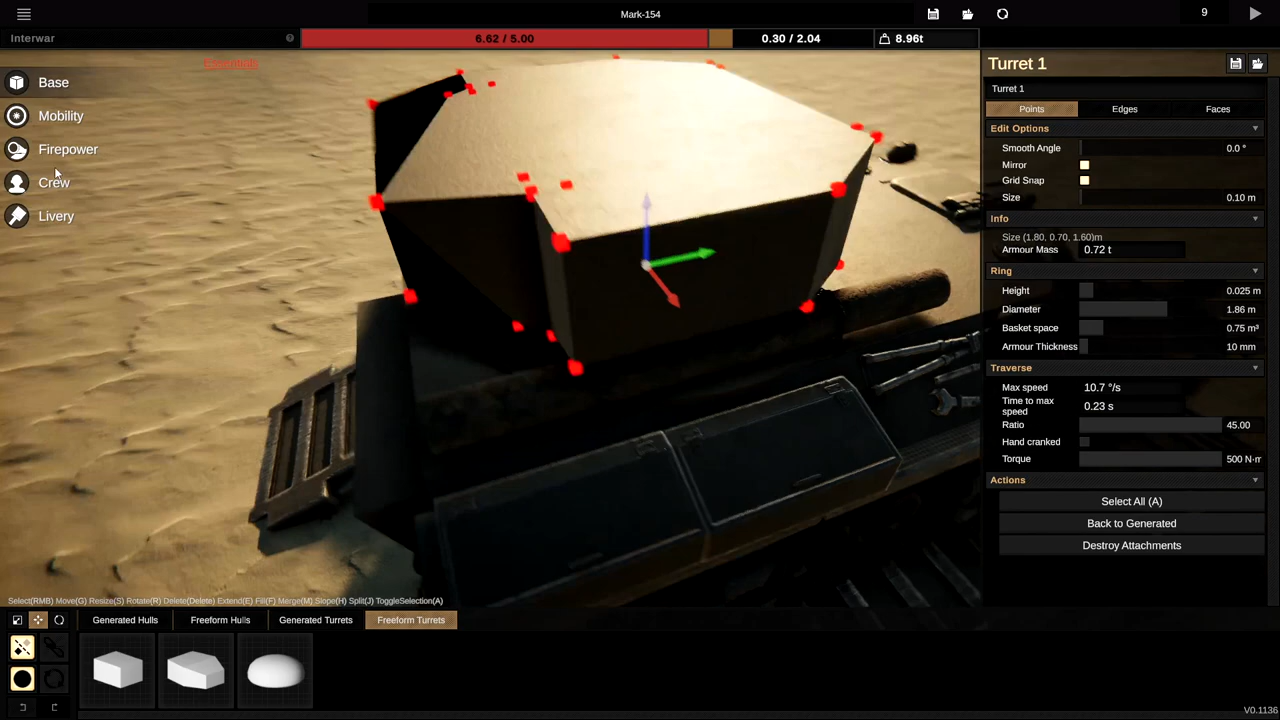 Mark-154
9
Interwar
6.62 / 5.00
0.30 / 2.04
8.96t
Essentials
Base
Mobility
Firepower
Crew
Livery
Turret 1
Turret 1
Points Edges Faces
Edit Options
Smooth Angle 0.0 °
Mirror
Grid Snap
Size 0.10 m
Info
Size (1.80, 0.70, 1.60)m
Armour Mass 0.72 t
Ring
Height 0.025 m
Diameter 1.86 m
Basket space 0.75 m³
Armour Thickness 10 mm
Traverse
Max speed 10.7 °/s
Time to max speed 0.23 s
Ratio 45.00
Hand cranked
Torque 500 N·m
Actions
Select All (A)
Back to Generated
Destroy Attachments
Select(RMB) Move(G) Resize(S) Rotate(R) Delete(Delete) Extend(E) Fill(F) Merge(M) Slope(H) Split(J) ToggleSelection(A)
Generated Hulls Freeform Hulls Generated Turrets Freeform Turrets
V0.1136